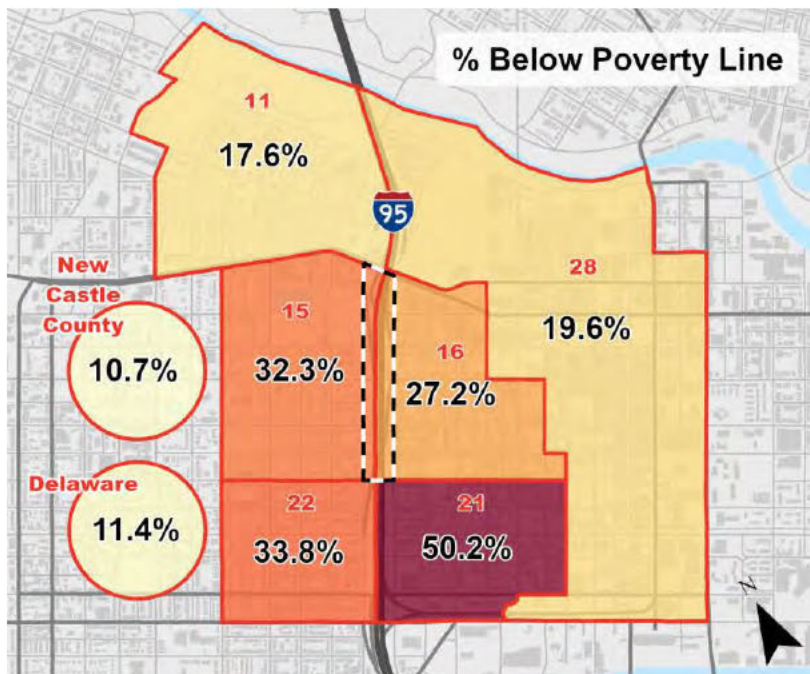 % Below Poverty Line
11
17.6%
95
New
Castle
County
10.7%
15
32.3%
16
27.2%
28
19.6%
Delaware
11.4%
22
33.8%
21
50.2%
N